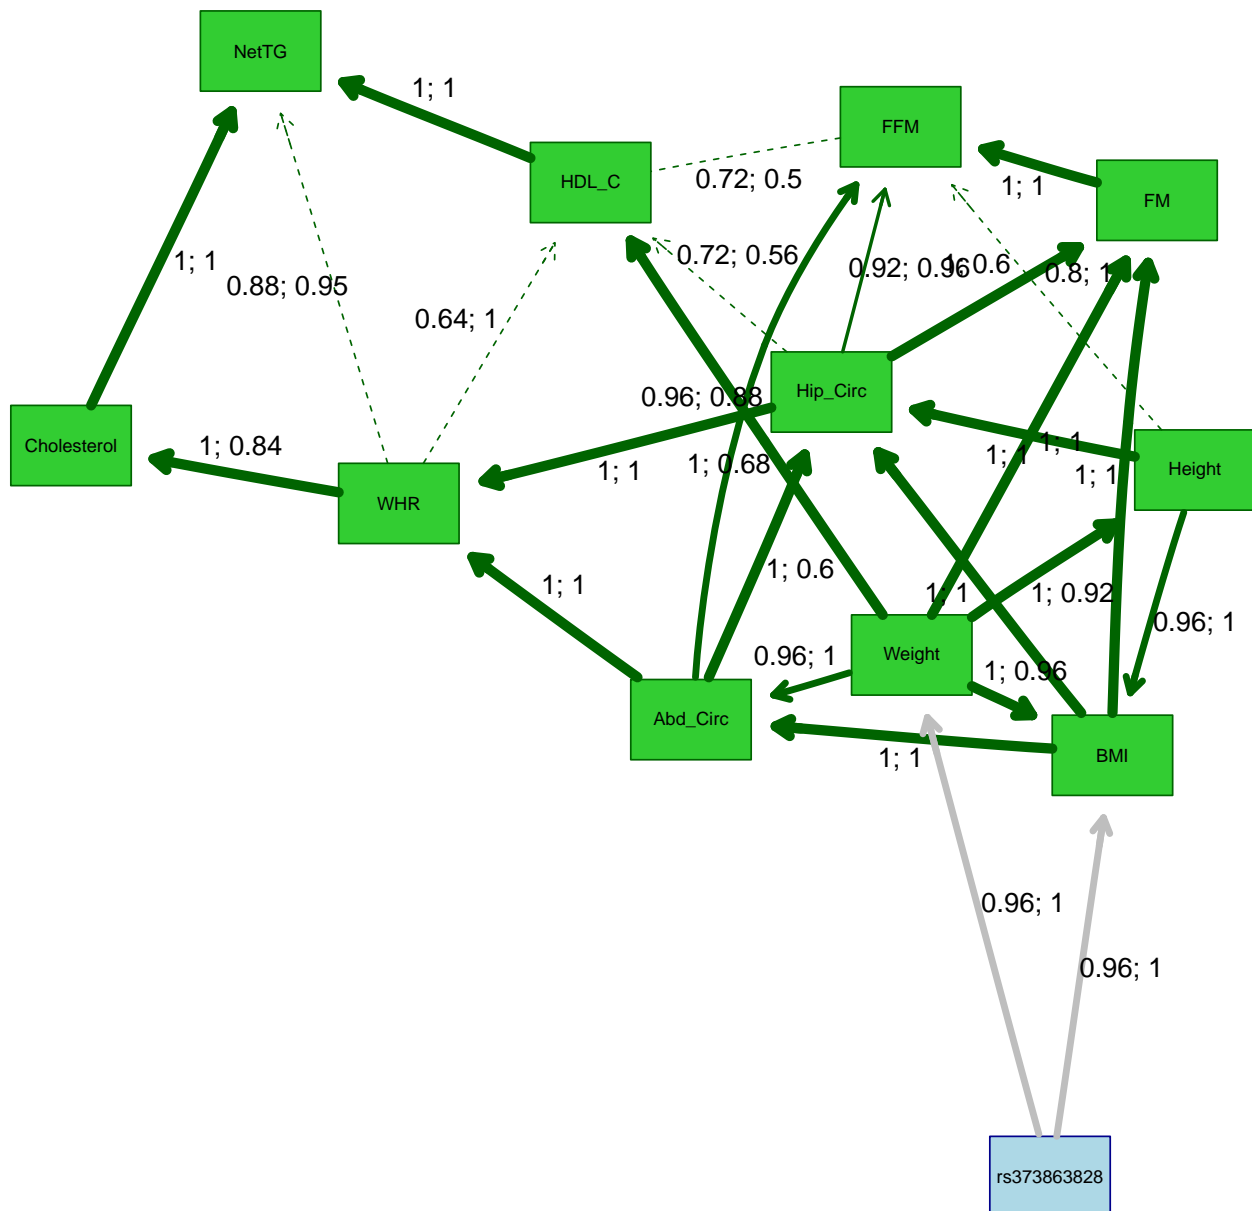 NetTG
1; 1
FFM
HDL_C
0.72; 0.5
1; 1
FM
1; 1
0.88; 0.95
0.72; 0.56
0.92; 0.96
1; 0.6
0.8; 1
0.64; 1
Hip_Circ
0.96; 0.88
Cholesterol
1; 0.84
1; 1
1; 0.68
1; 1
1; 1
1; 1
Height
WHR
1; 1
1; 0.6
1; 1
1; 0.92
0.96; 1
Weight
0.96; 1
1; 0.96
Abd_Circ
1; 1
BMI
0.96; 1
0.96; 1
rs373863828